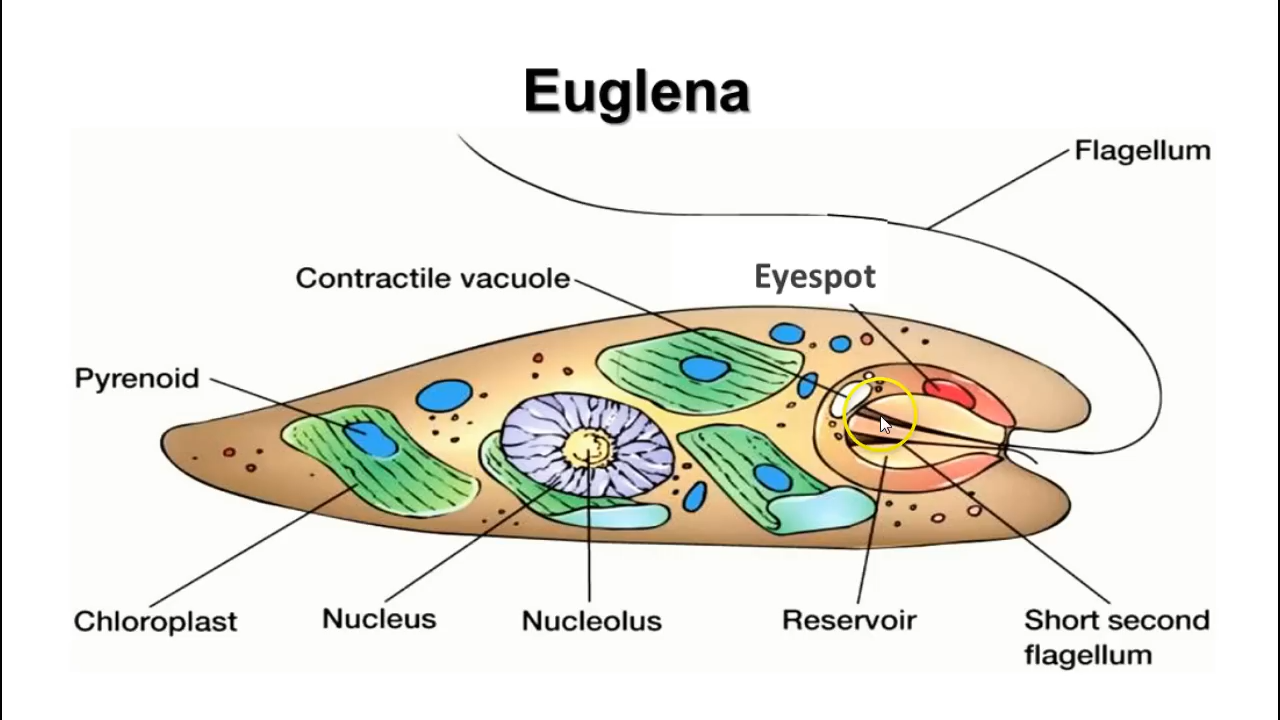 Euglena
Flagellum
Contractile vacuole
Eyespot
Pyrenoid
Chloroplast
Nucleus
Nucleolus
Reservoir
Short second
flagellum